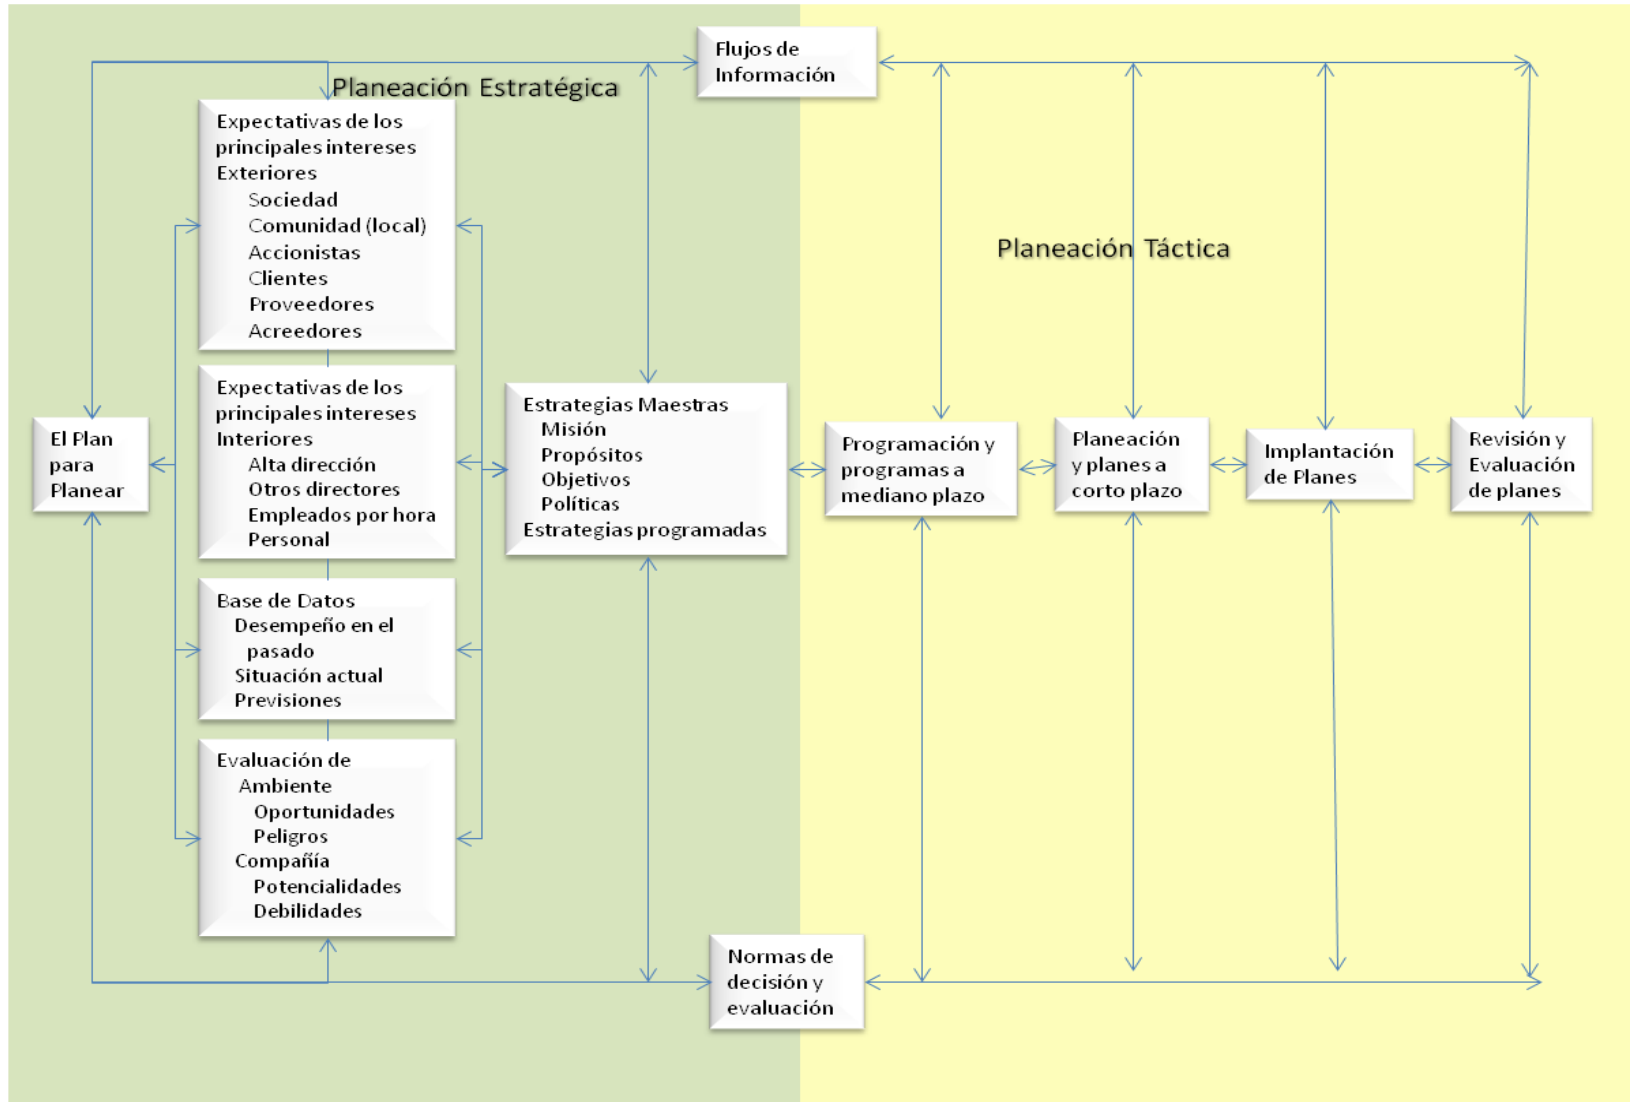 Flujos de
Información
Planeación Estratégica
Expectativas de los
principales intereses
Exteriores
Sociedad
Comunidad (local)
Accionistas
Clientes
Proveedores
Acreedores
Planeación Táctica
El Plan
para
Planear
Expectativas de los
principales intereses
Interiores
Alta dirección
Otros directores
Empleados por hora
Personal
Estrategias Maestras
Misión
Propósitos
Objetivos
Políticas
Estrategias programadas
Programación y
programas a
mediano plazo
Planeación
y planes a
corto plazo
Implantación
de Planes
Revisión y
Evaluación
de planes
Base de Datos
Desempeño en el
pasado
Situación actual
Previsiones
Evaluación de
Ambiente
Oportunidades
Peligros
Compañía
Potencialidades
Debilidades
Normas de
decisión y
evaluación